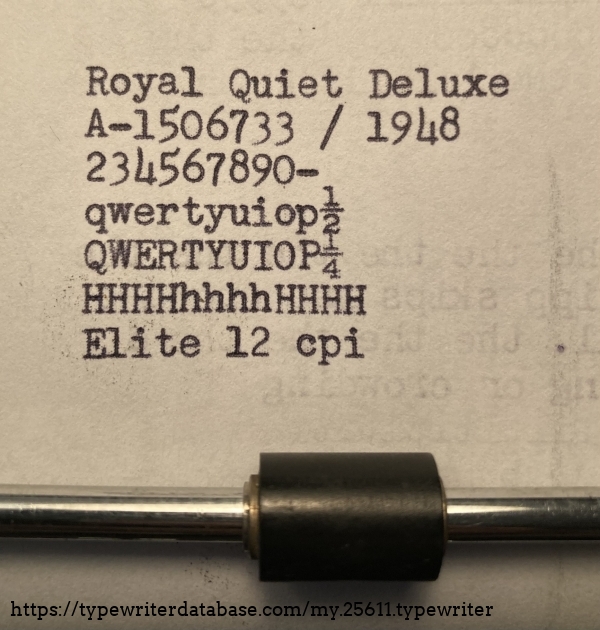 Royal Quiet Deluxe
A-1506733 / 1948
234567890-
qwertyuiop½
QWERTYUIOP¼
HHHHhhhhHHHH
Elite 12 cpi
https://typewriterdatabase.com/my.25611.typewriter